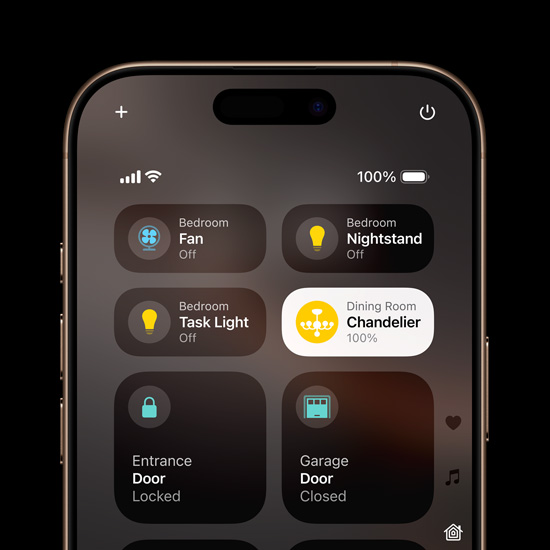 100%
Bedroom
Fan
Off
Bedroom
Nightstand
Off
Bedroom
Task Light
Off
Dining Room
Chandelier
100%
Entrance
Door
Locked
Garage
Door
Closed